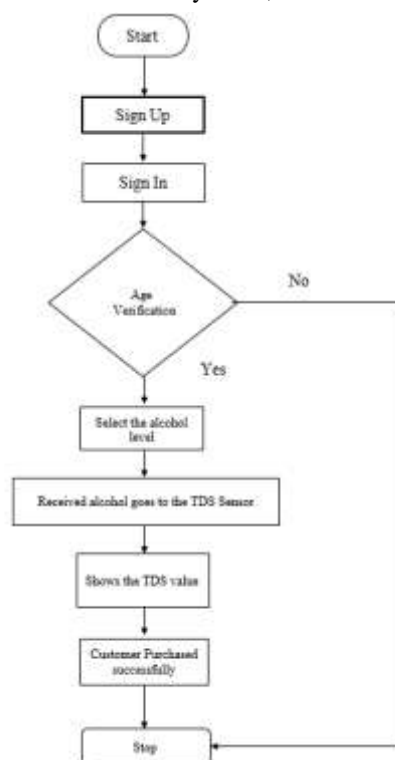 Start
Sign Up
Sign In
Age
Verification
No
Yes
Select the alcohol
level
Received alcohol goes to the TDS Sensor
Shows the TDS value
Customer Purchased
successfully
Stop